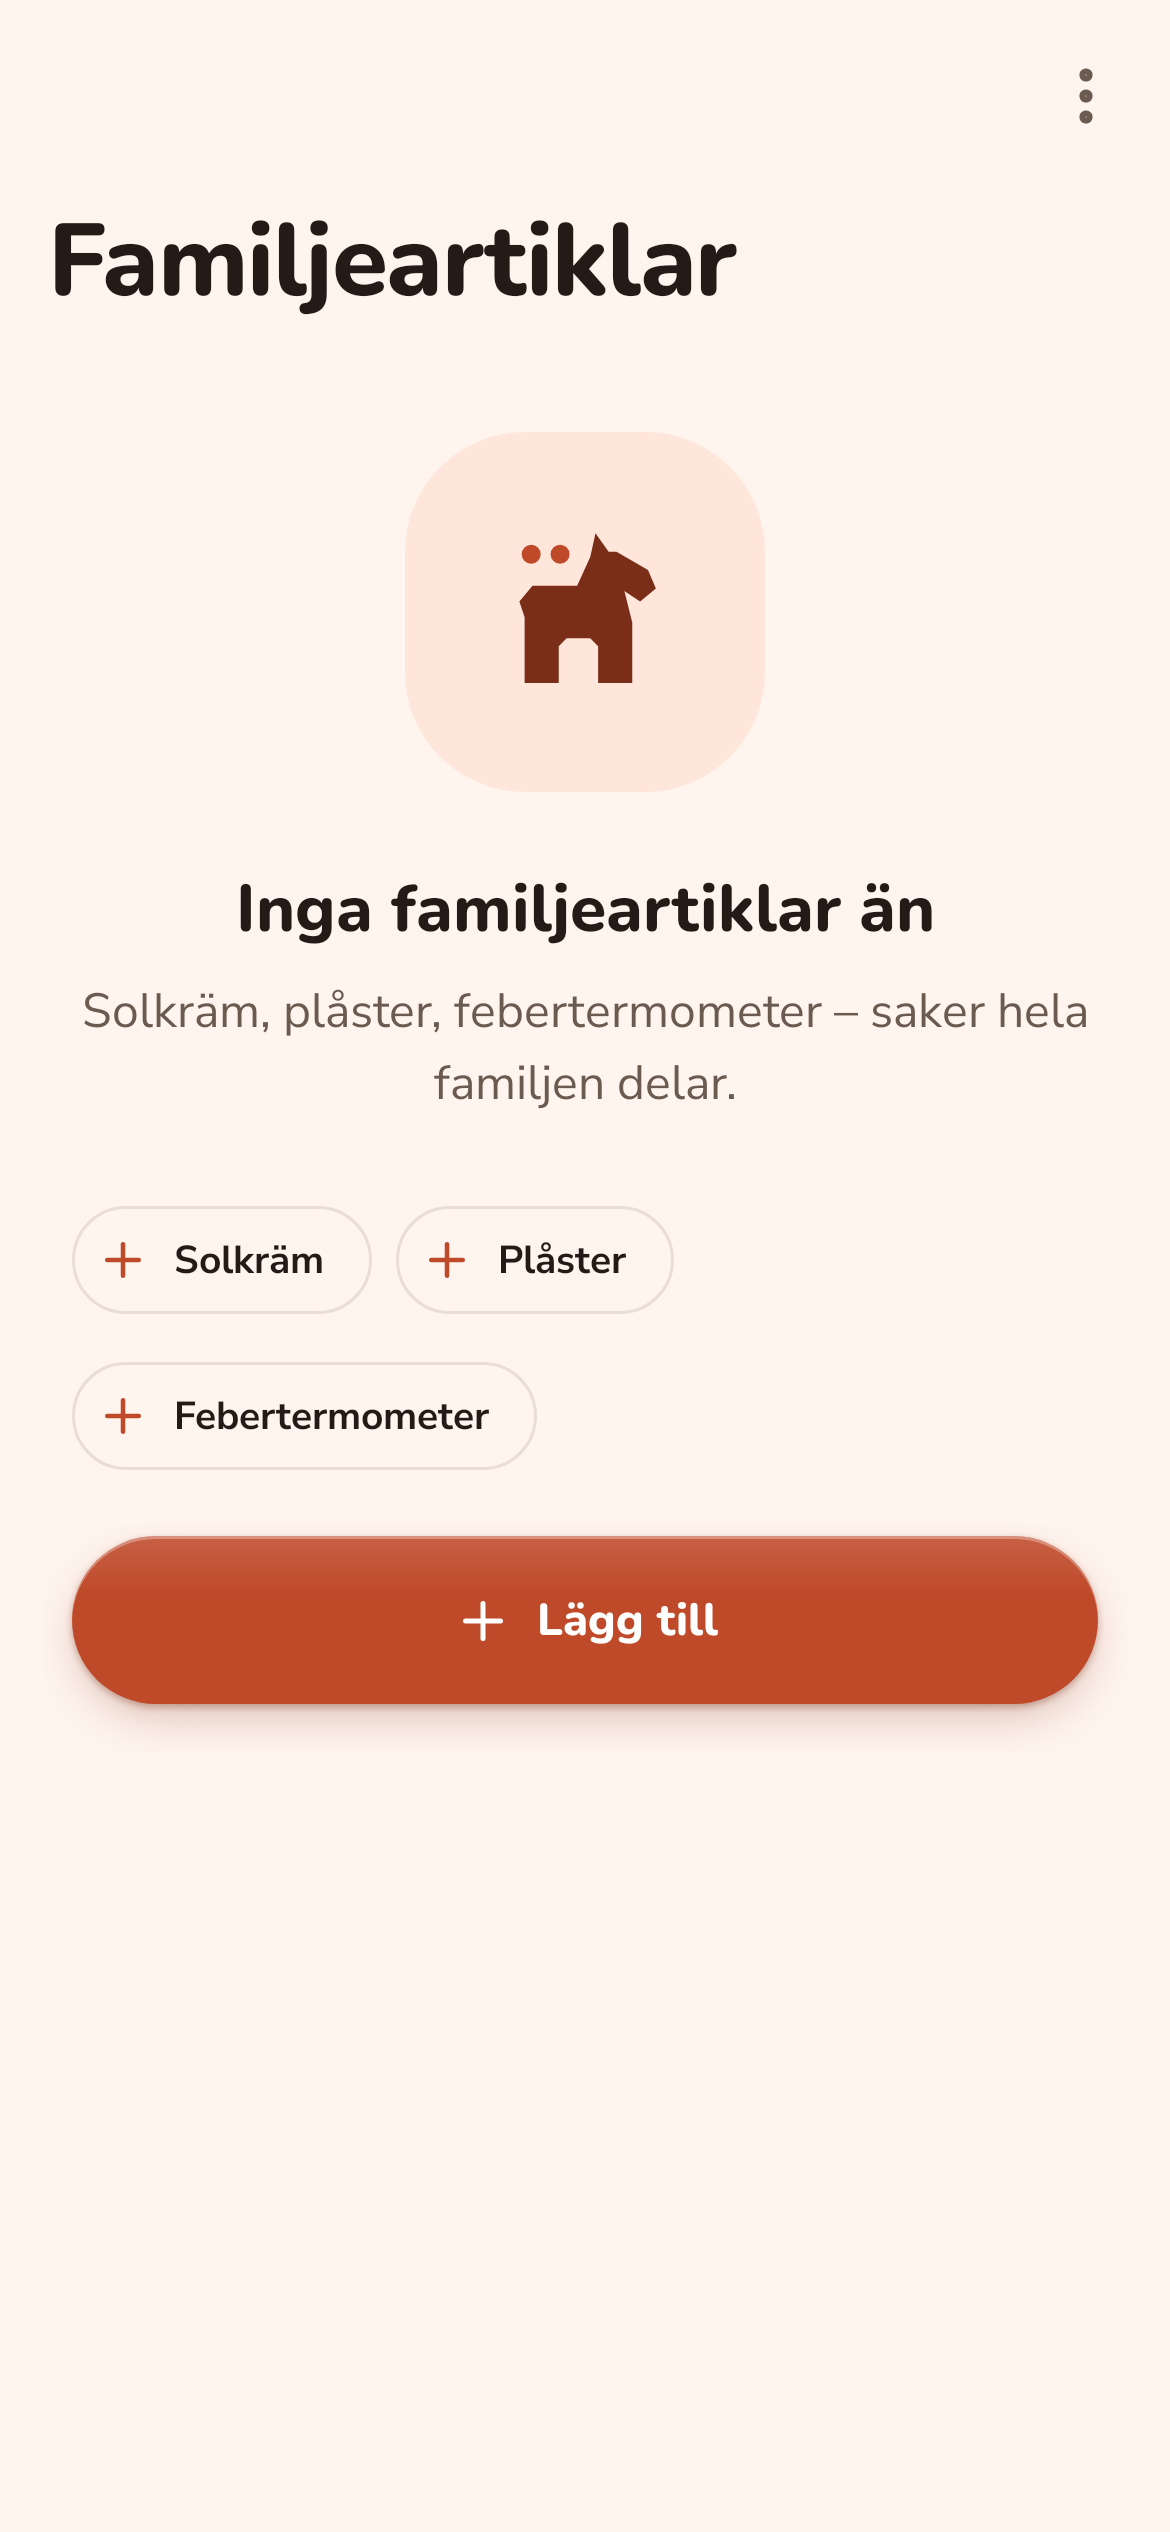 Familjeartiklar
Inga familjeartiklar än
Solkräm, plåster, febertermometer – saker hela
familjen delar.
Solkräm
Plåster
Febertermometer
Lägg till